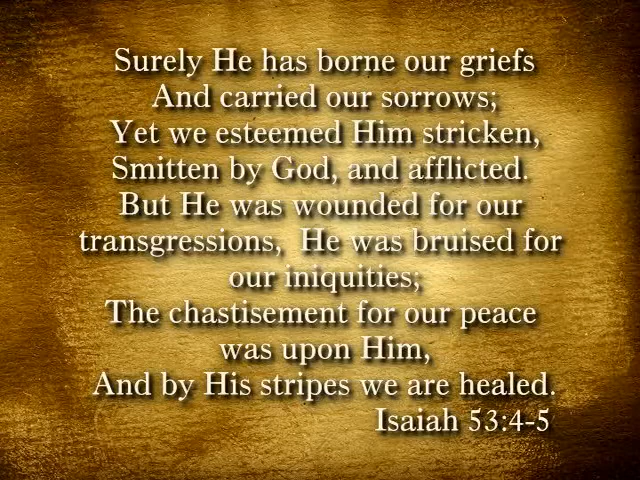 Surely He has borne our griefs
And carried our sorrows;
Yet we esteemed Him stricken,
Smitten by God, and afflicted.
But He was wounded for our
transgressions,  He was bruised for
our iniquities;
The chastisement for our peace
was upon Him,
And by His stripes we are healed.
Isaiah 53:4-5